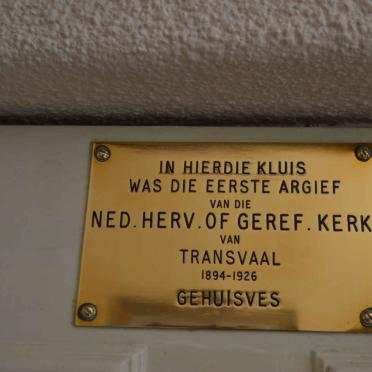 IN HIERDIE KLUIS
WAS DIE EERSTE ARGIEF
VAN DIE
NED. HERV. OF GEREF. KERK
VAN
TRANSVAAL
1894-1926
GEHUISVES